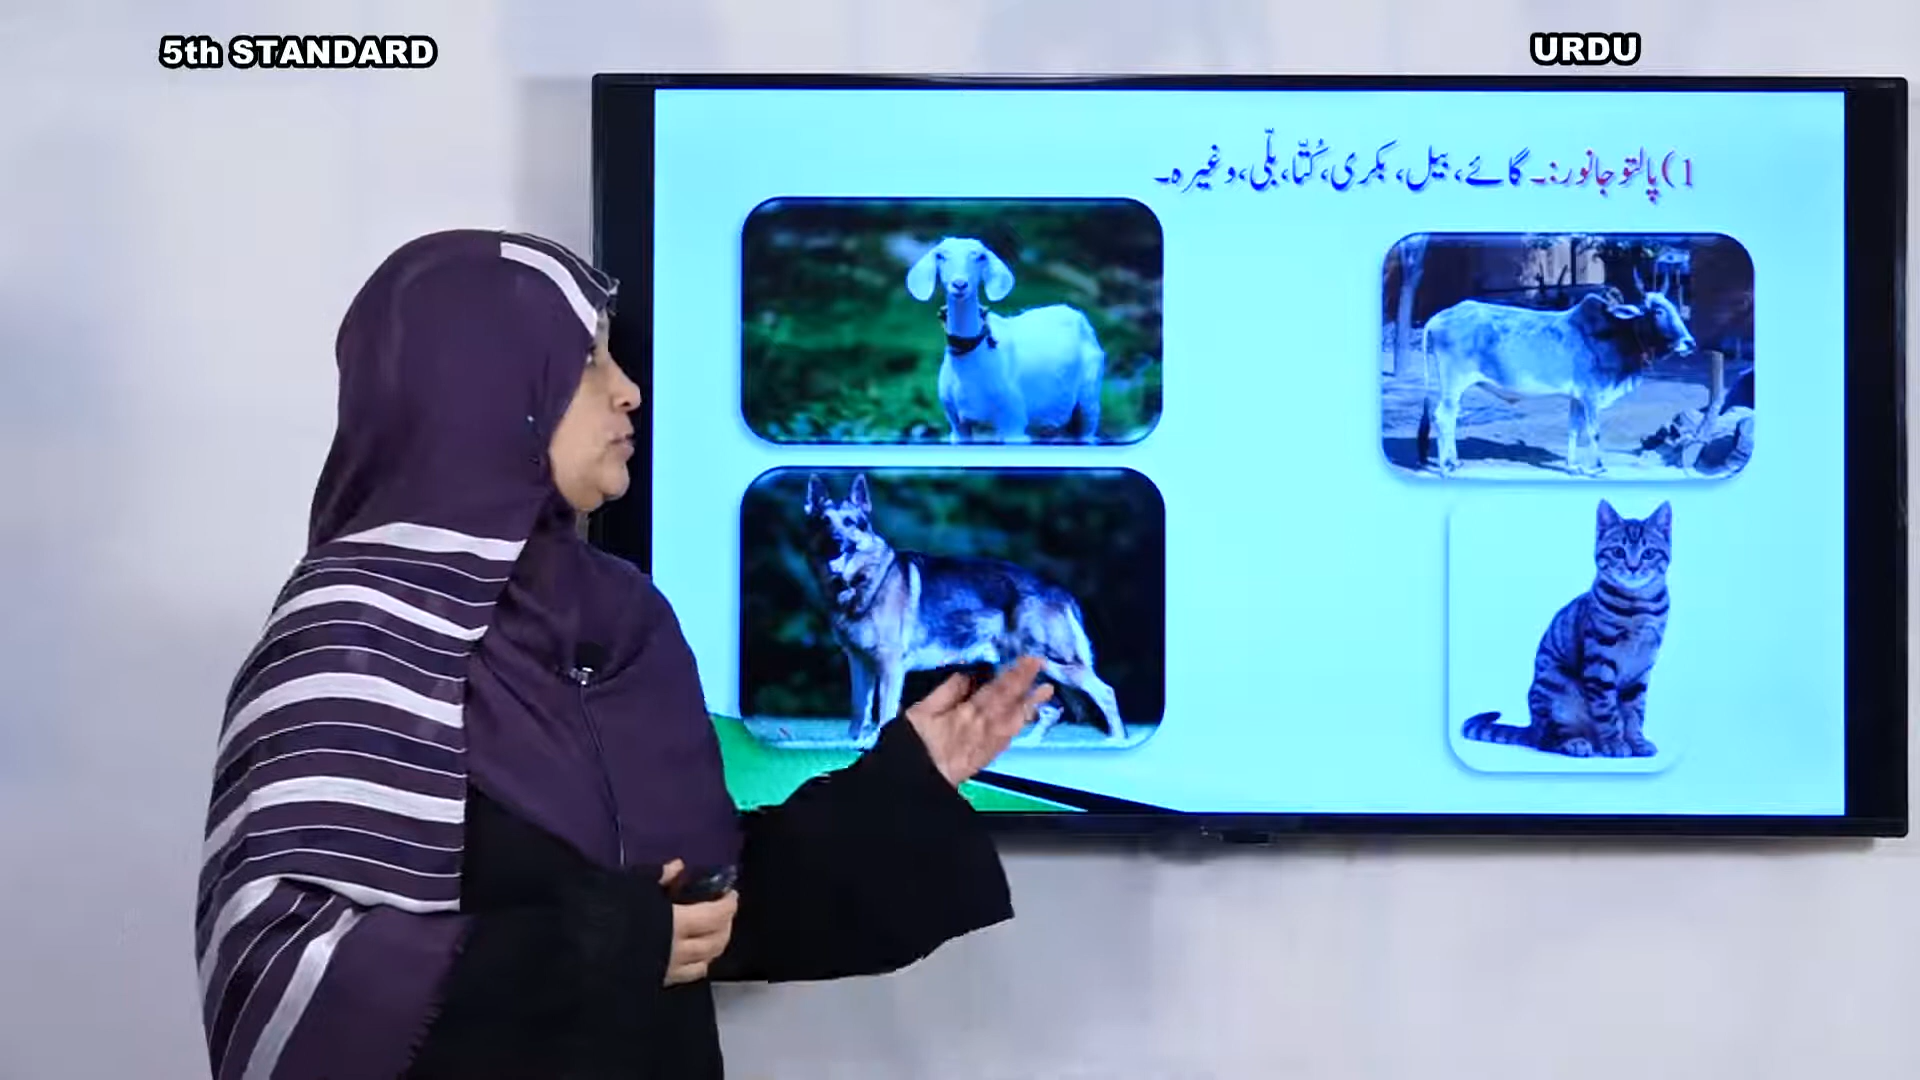 5th STANDARD
URDU
1) پالتو جانور:۔ گائے، بیل، بکری، کُتّا، بلّی، وغیرہ۔